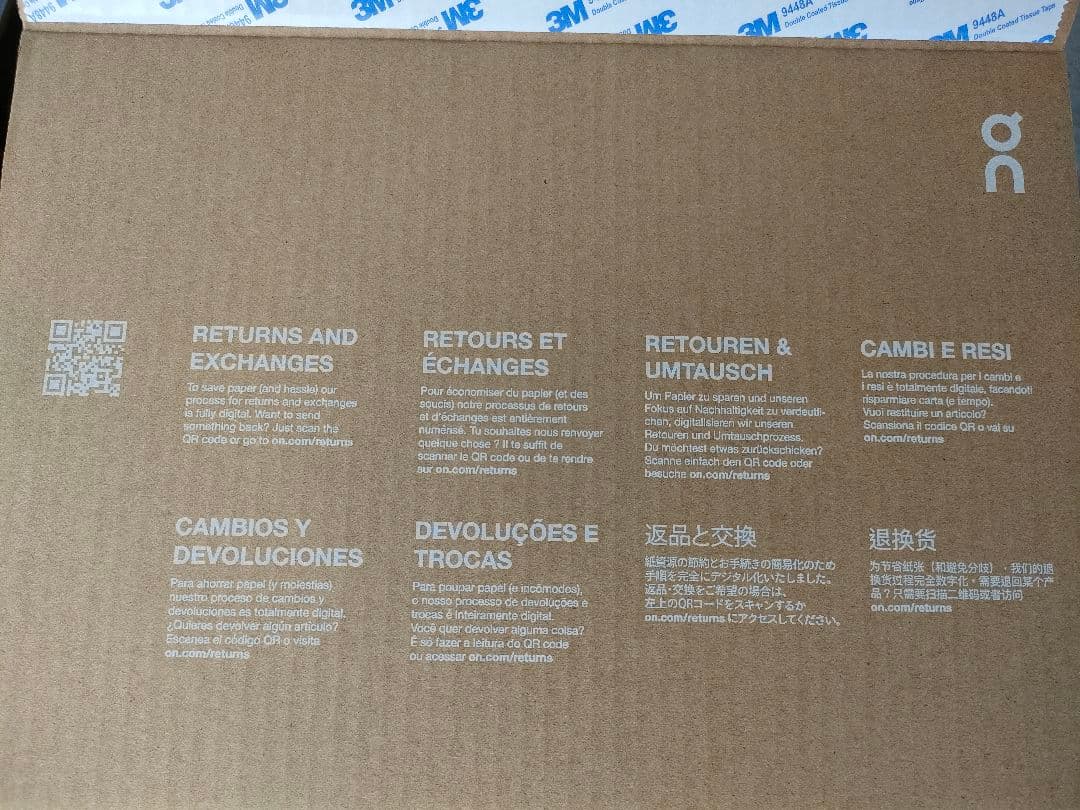 3M
9448A
Double Coated Tissue Tape
3M
3M
9448A
Double Coated Tissue Tape
3M
9448A
Double Coated Tissue Tape
On
RETURNS AND
EXCHANGES
To save paper (and hassle) our
process for returns and exchanges
is fully digital. Want to send
something back? Just scan the
QR code or go to on.com/returns
RETOURS ET
ÉCHANGES
Pour économiser du papier (et des
soucis) notre processus de retours
et d'échanges est entièrement
numérisé. Tu souhaites nous renvoyer
quelque chose ? Il te suffit de
scanner le QR code ou de te rendre
sur on.com/returns
RETOUREN &
UMTAUSCH
Um Papier zu sparen und unseren
Fokus auf Nachhaltigkeit zu verdeutli-
chen, digitalisieren wir unseren
Retouren und Umtauschprozess.
Du möchtest etwas zurückschicken?
Scanne einfach den QR code oder
besuche on.com/returns
CAMBI E RESI
La nostra procedura per i cambi e
i resi è totalmente digitale, facendoti
risparmiare carta (e tempo).
Vuoi restituire un articolo?
Scansiona il codice QR o vai su
on.com/returns
CAMBIOS Y
DEVOLUCIONES
Para ahorrar papel (y molestias)
nuestro proceso de cambios y
devoluciones es totalmente digital.
¿Quieres devolver algún artículo?
Escanea el código QR o visita
on.com/returns
DEVOLUÇÕES E
TROCAS
Para poupar papel (e incómodos),
o nosso processo de devoluções e
trocas é inteiramente digital.
Você quer devolver alguma coisa?
É só fazer a leitura do QR code
ou acessar on.com/returns
返品と交換
紙資源の節約とお手続きの簡易化のため
手順を完全にデジタル化いたしました。
返品・交換をご希望の場合は、
左上のQRコードをスキャンするか
on.com/returns にアクセスしてください。
退换货
为节省纸张（和避免分歧），我们的退
换货过程完全数字化。需要退回某个产
品？只需要扫描二维码或者访问
on.com/returns